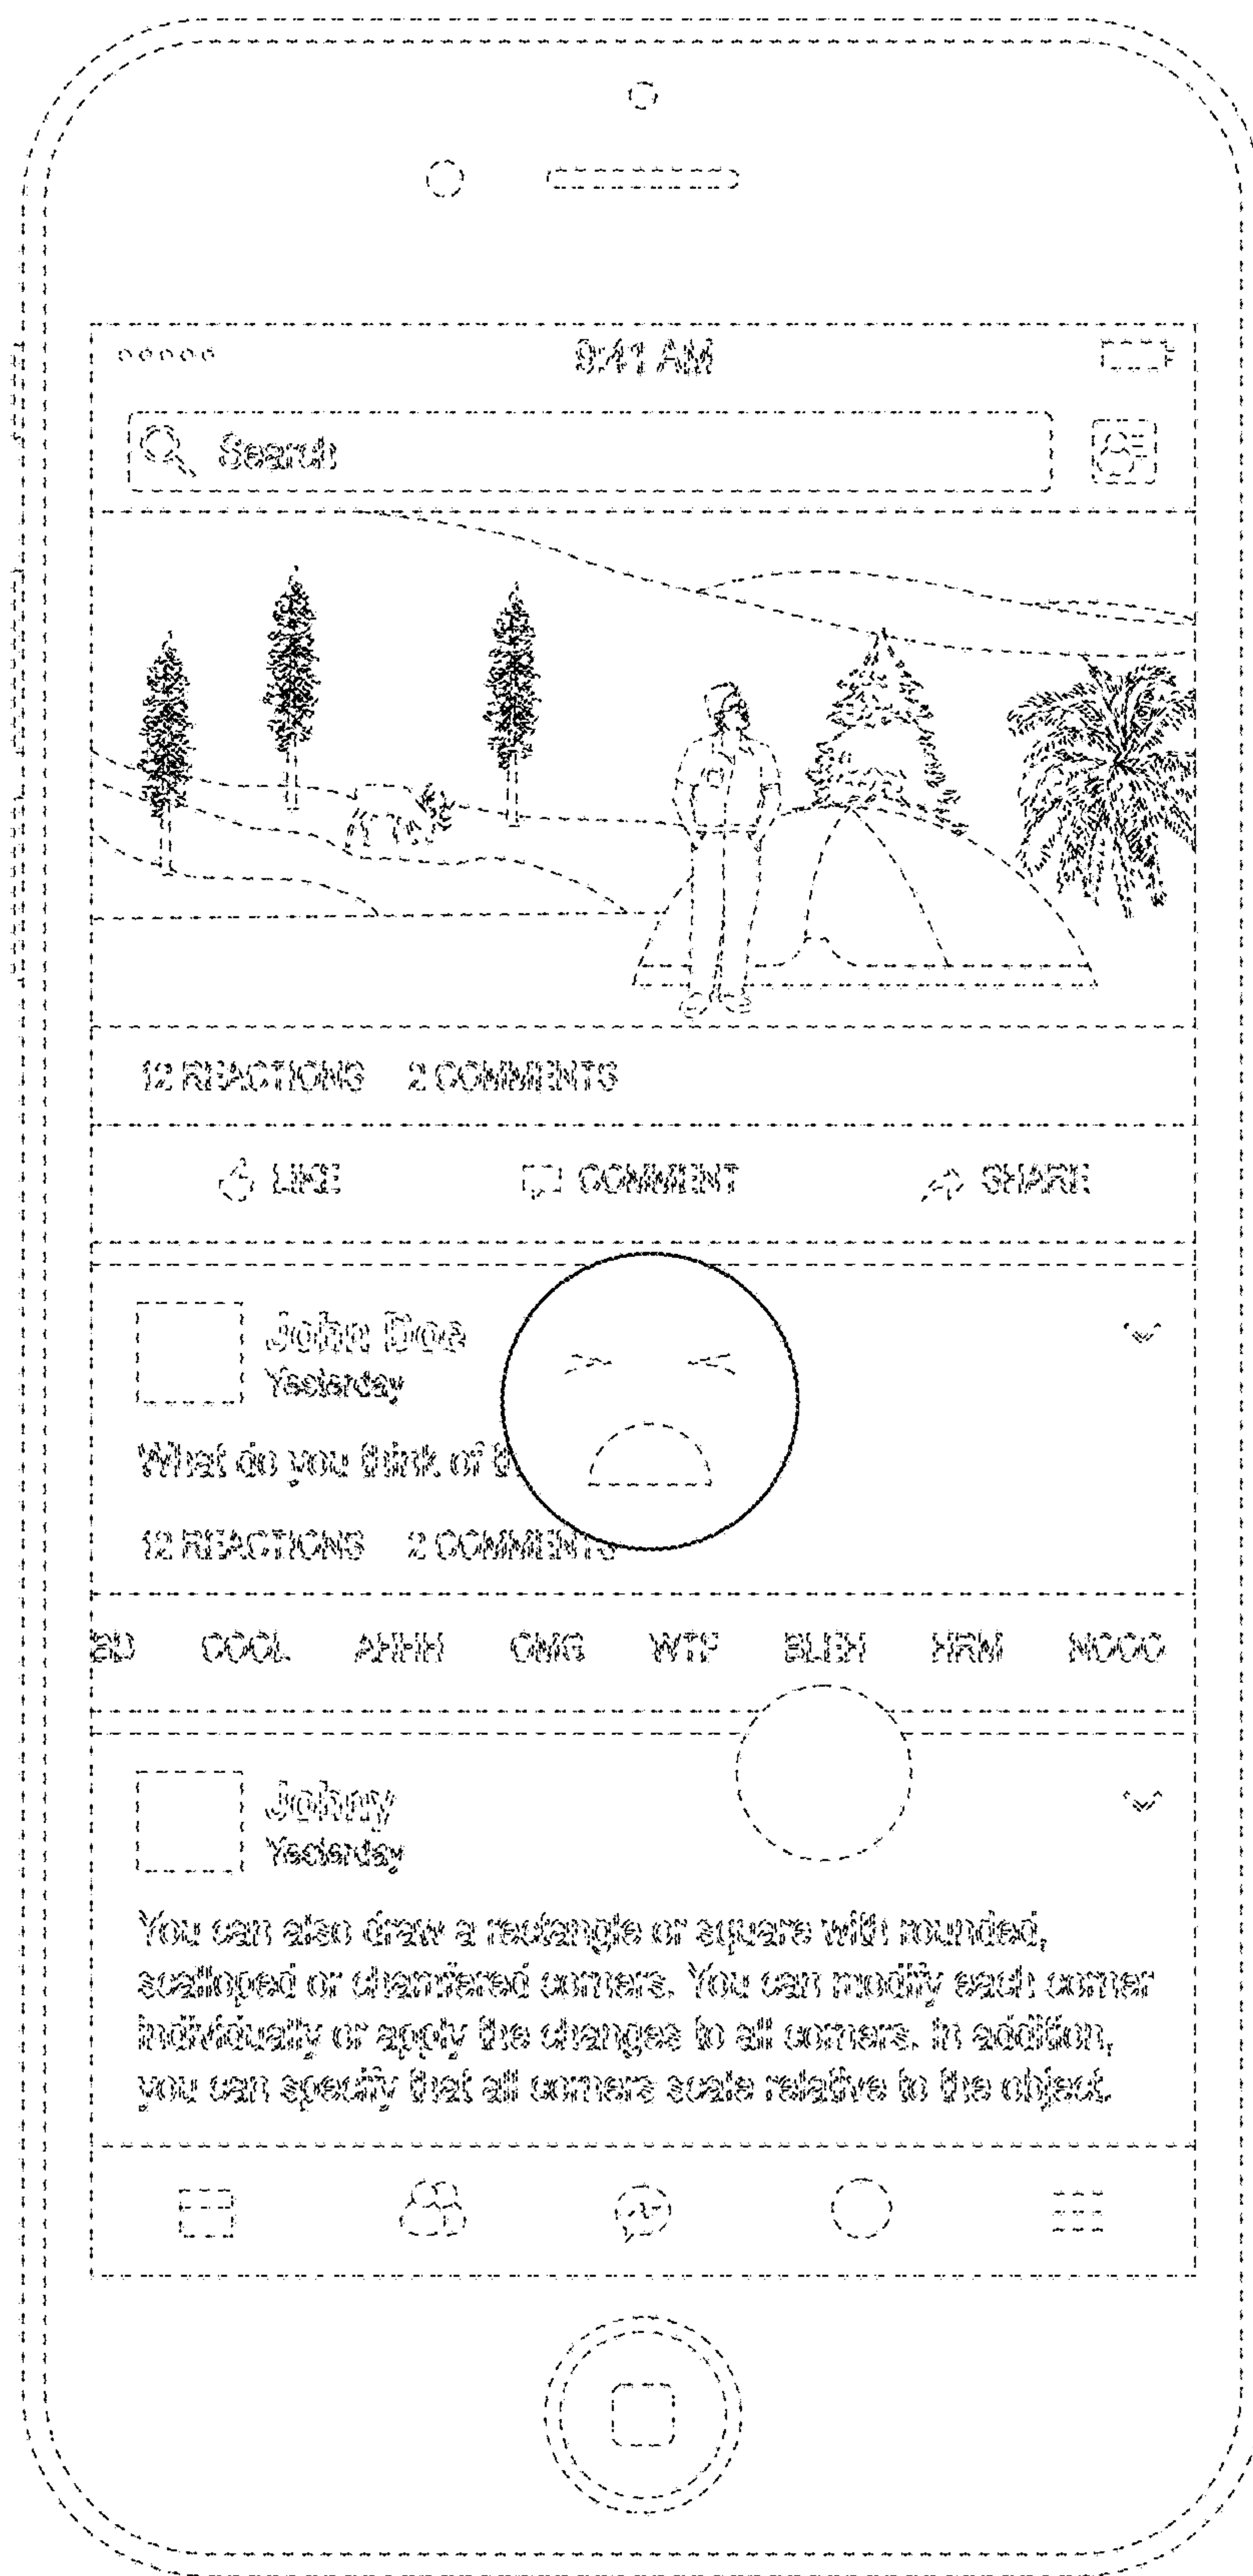 9:41 AM
Search
12 REACTIONS 2 COMMENTS
LIKE COMMENT SHARE
John Doe
Yesterday
What do you think of
12 REACTIONS 2 COMMENTS
COOL AHHH OMG WTF BLEH HRM NOOO
Johny
Yesterday
You can also draw a rectangle or square with rounded,
scalloped or chamfered corners. You can modify each corner
individually or apply the changes to all corners. In addition,
you can specify that all corners scale relative to the object.